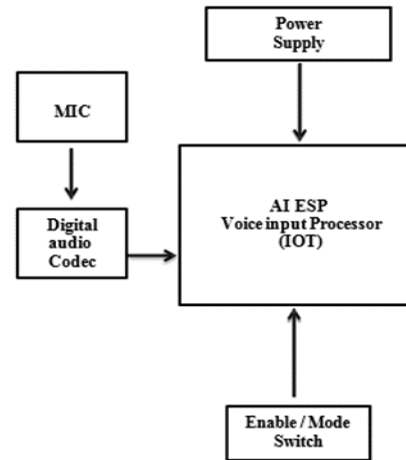 Power
Supply
MIC
AI ESP
Voice input Processor
(IOT)
Digital
audio
Codec
Enable / Mode
Switch